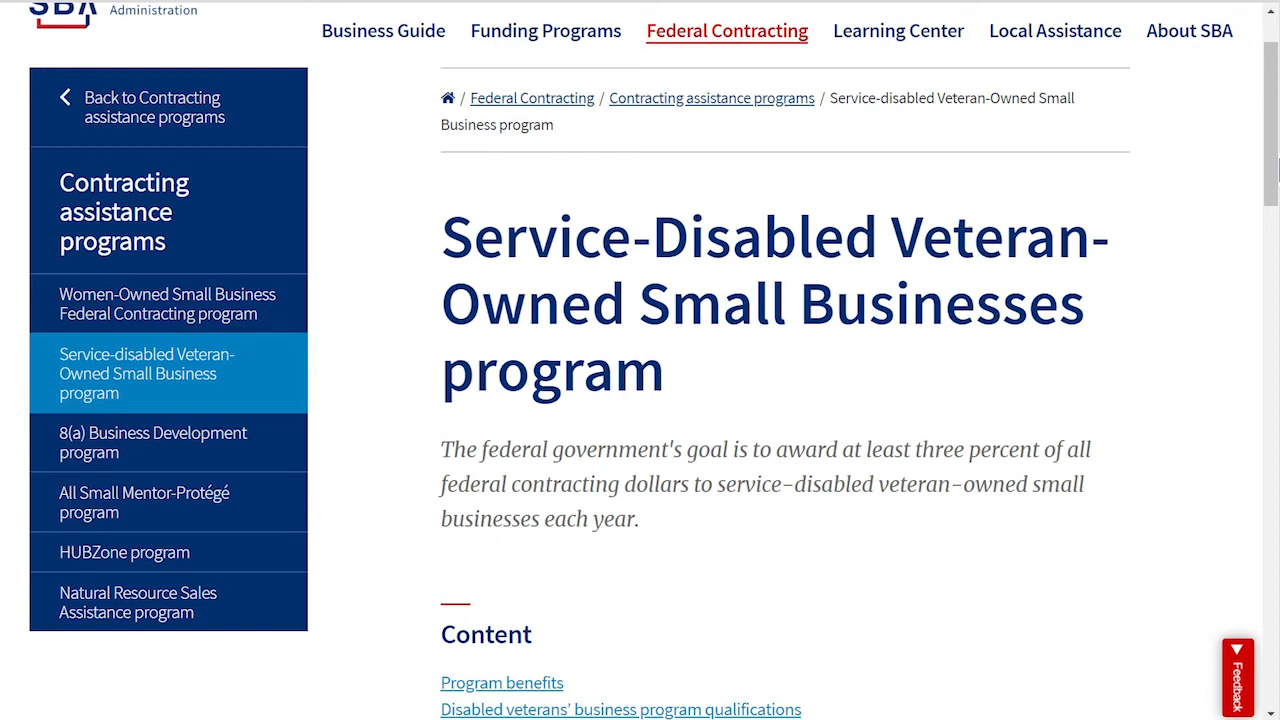 SBA
Administration
Business Guide
Funding Programs
Federal Contracting
Learning Center
Local Assistance
About SBA
Back to Contracting
assistance programs
Contracting
assistance
programs
Women-Owned Small Business
Federal Contracting program
Service-disabled Veteran-
Owned Small Business
program
8(a) Business Development
program
All Small Mentor-Protégé
program
HUBZone program
Natural Resource Sales
Assistance program
/ Federal Contracting / Contracting assistance programs / Service-disabled Veteran-Owned Small
Business program
Service-Disabled Veteran-
Owned Small Businesses
program
The federal government's goal is to award at least three percent of all
federal contracting dollars to service-disabled veteran-owned small
businesses each year.
Content
Program benefits
Disabled veterans’ business program qualifications
Feedback